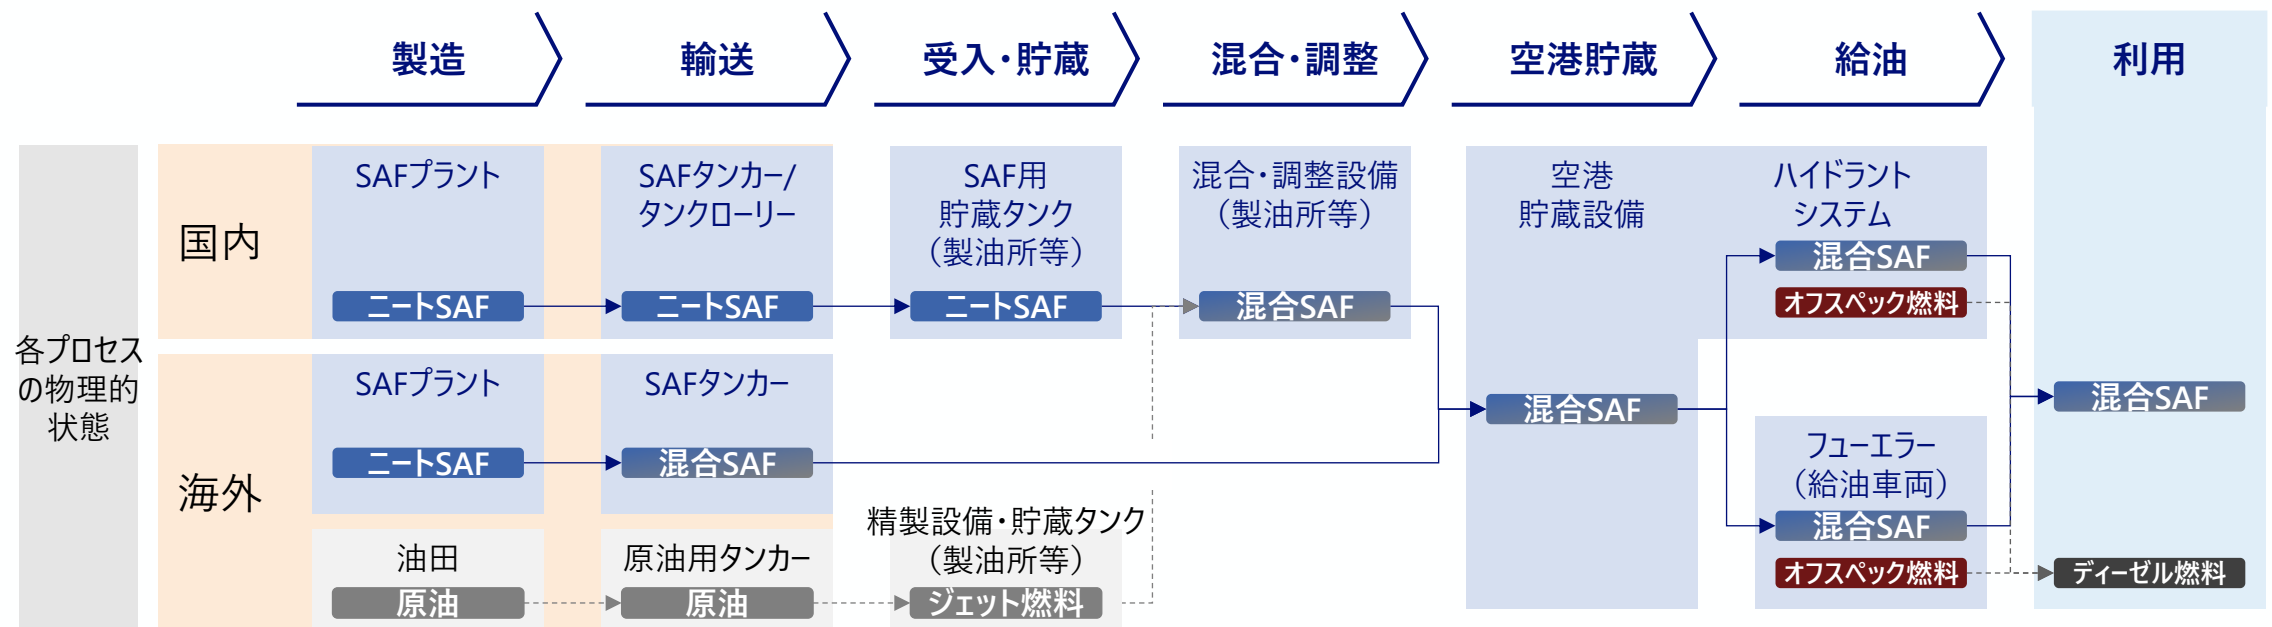 製造
輸送
受入・貯蔵
混合・調整
空港貯蔵
給油
利用
各プロセス
の物理的
状態
国内
SAFプラント
ニートSAF
SAFタンカー/
タンクローリー
ニートSAF
SAF用
貯蔵タンク
（製油所等）
ニートSAF
混合・調整設備
（製油所等）
混合SAF
空港
貯蔵設備
混合SAF
ハイドラント
システム
混合SAF
オフスペック燃料
混合SAF
海外
SAFプラント
ニートSAF
SAFタンカー
混合SAF
フューエラー
（給油車両）
混合SAF
オフスペック燃料
ディーゼル燃料
油田
原油
原油用タンカー
原油
精製設備・貯蔵タンク
（製油所等）
ジェット燃料